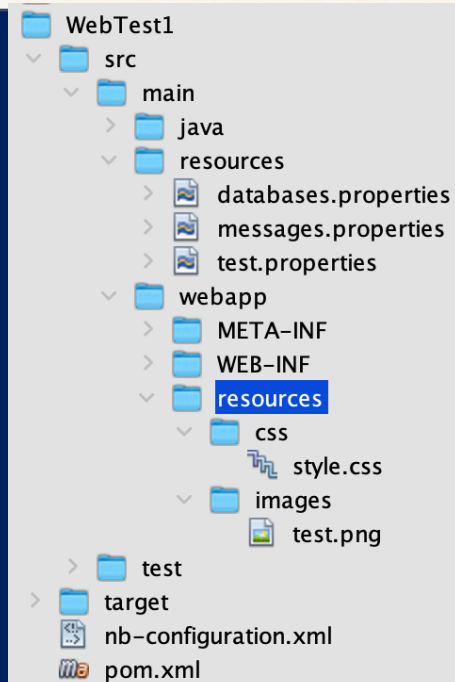 WebTest1
src
main
java
resources
databases.properties
messages.properties
test.properties
webapp
META-INF
WEB-INF
resources
css
style.css
images
test.png
test
target
nb-configuration.xml
pom.xml